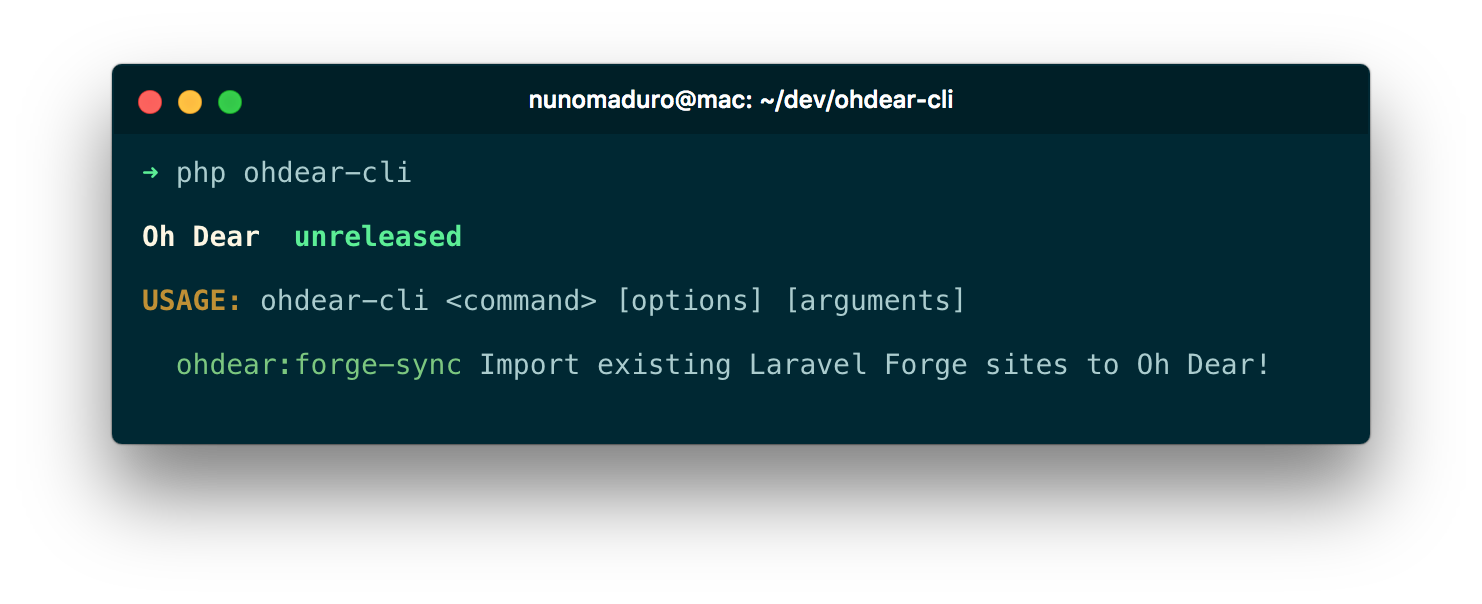 nunomaduro@mac: ~/dev/ohdear-cli
➜ php ohdear-cli
Oh Dear  unreleased
USAGE: ohdear-cli <command> [options] [arguments]
ohdear:forge-sync Import existing Laravel Forge sites to Oh Dear!